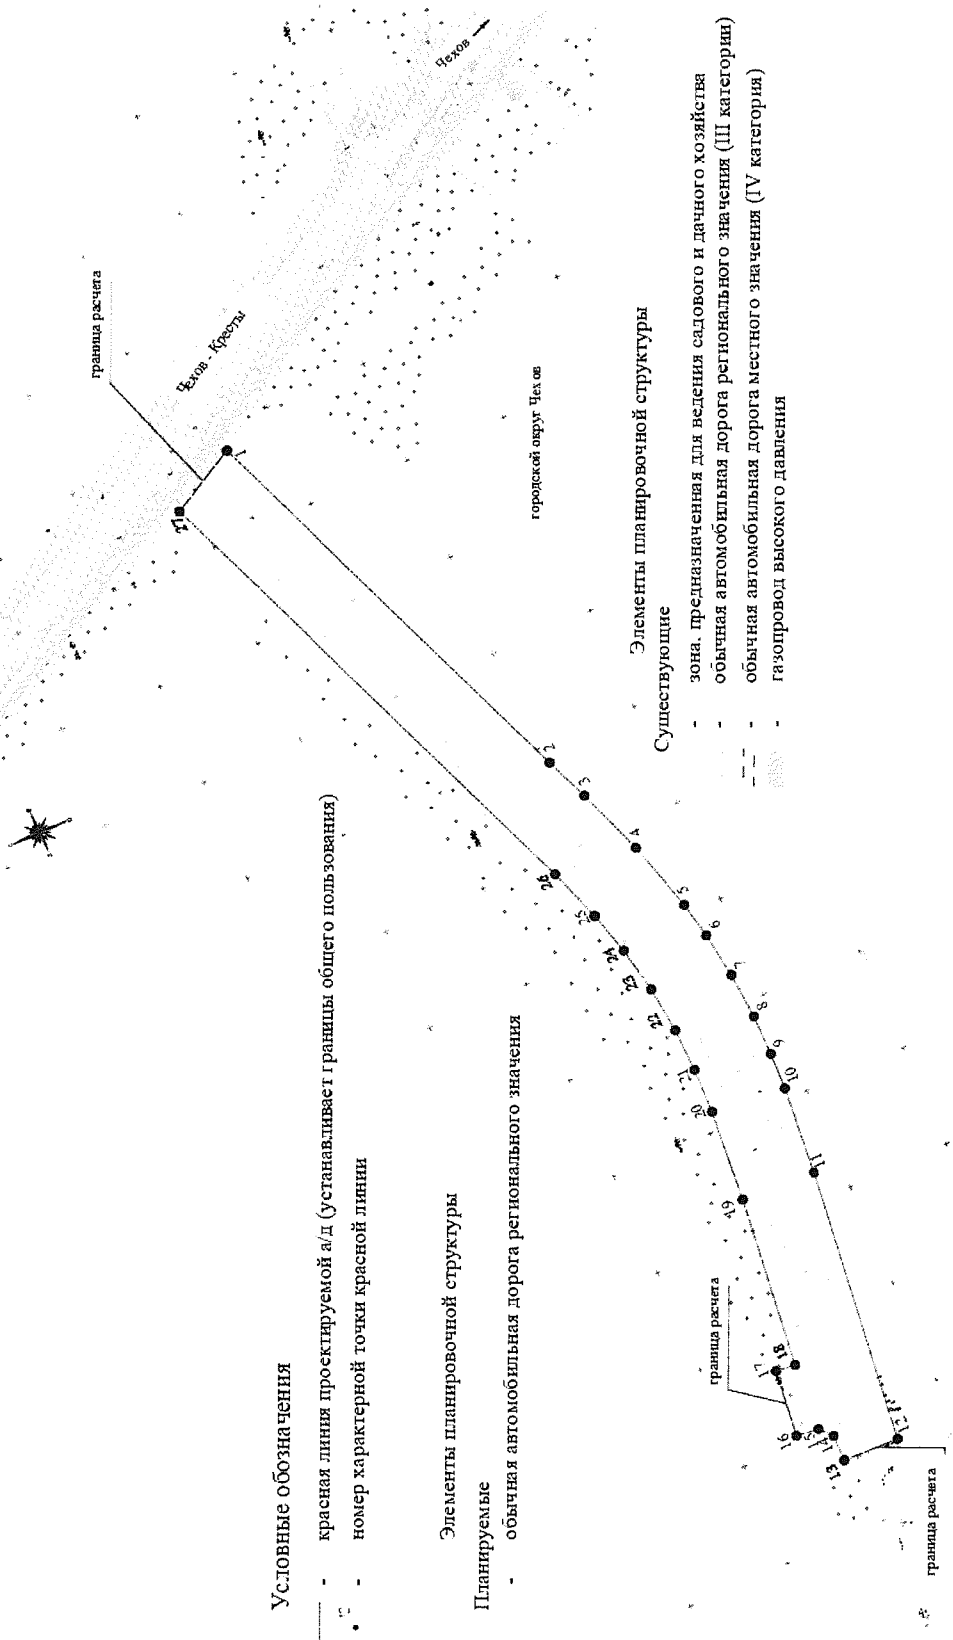 Чехов
граница расчета
Чехов - Кресты
27
1
городской округ Чехов
2
3
4
5
6
7
8
9
10
11
12
13
14
15
16
17
18
19
20
21
22
23
24
25
26
граница расчета
граница расчета
Условные обозначения
- красная линия проектируемой а/д (устанавливает границы общего пользования)
- номер характерной точки красной линии
Элементы планировочной структуры
Планируемые
- обычная автомобильная дорога регионального значения
Элементы планировочной структуры
Существующие
- зона, предназначенная для ведения садового и дачного хозяйства
- обычная автомобильная дорога регионального значения (III категории)
- обычная автомобильная дорога местного значения (IV категория)
- газопровод высокого давления